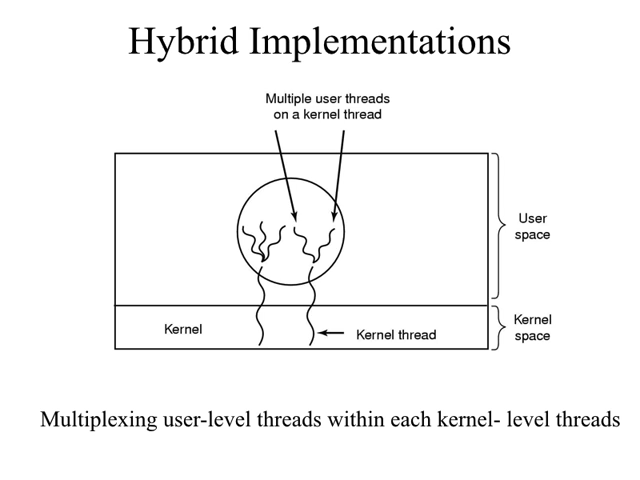 Hybrid Implementations
Multiple user threads
on a kernel thread
User
space
Kernel
Kernel thread
Kernel
space
Multiplexing user-level threads within each kernel- level threads